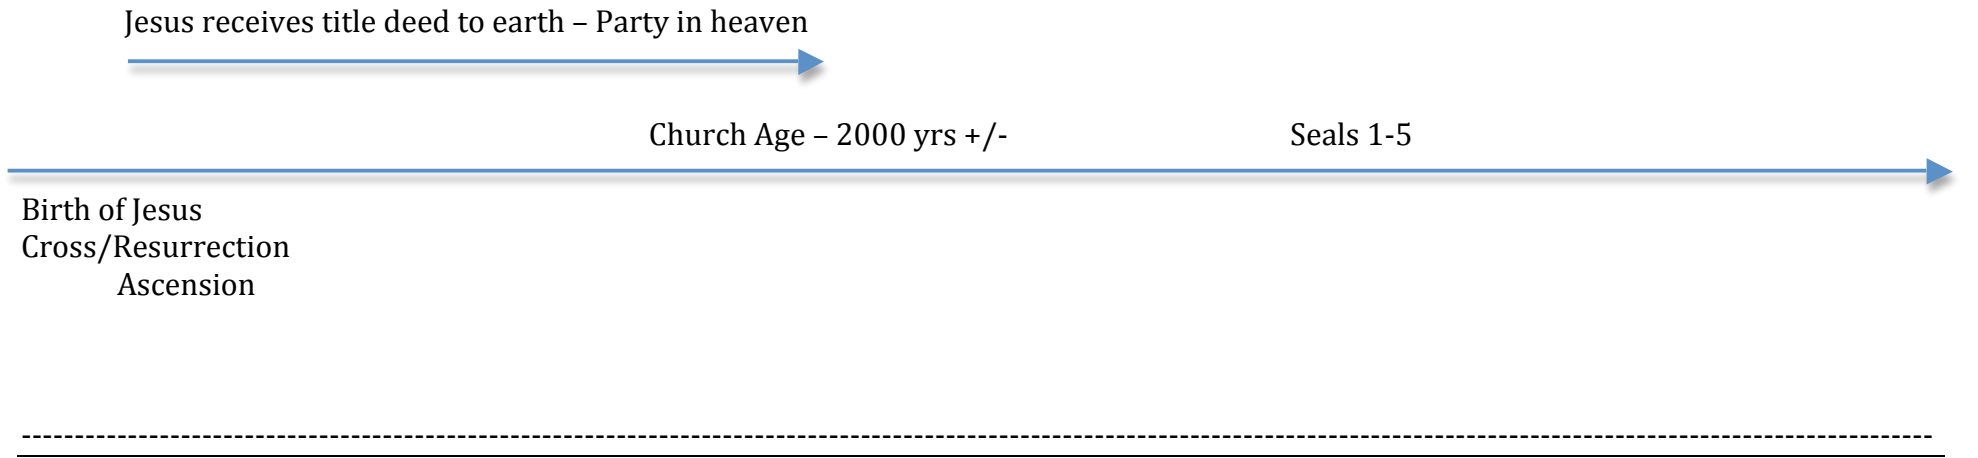 Jesus receives title deed to earth – Party in heaven
Church Age – 2000 yrs +/- Seals 1-5
Birth of Jesus
Cross/Resurrection
Ascension